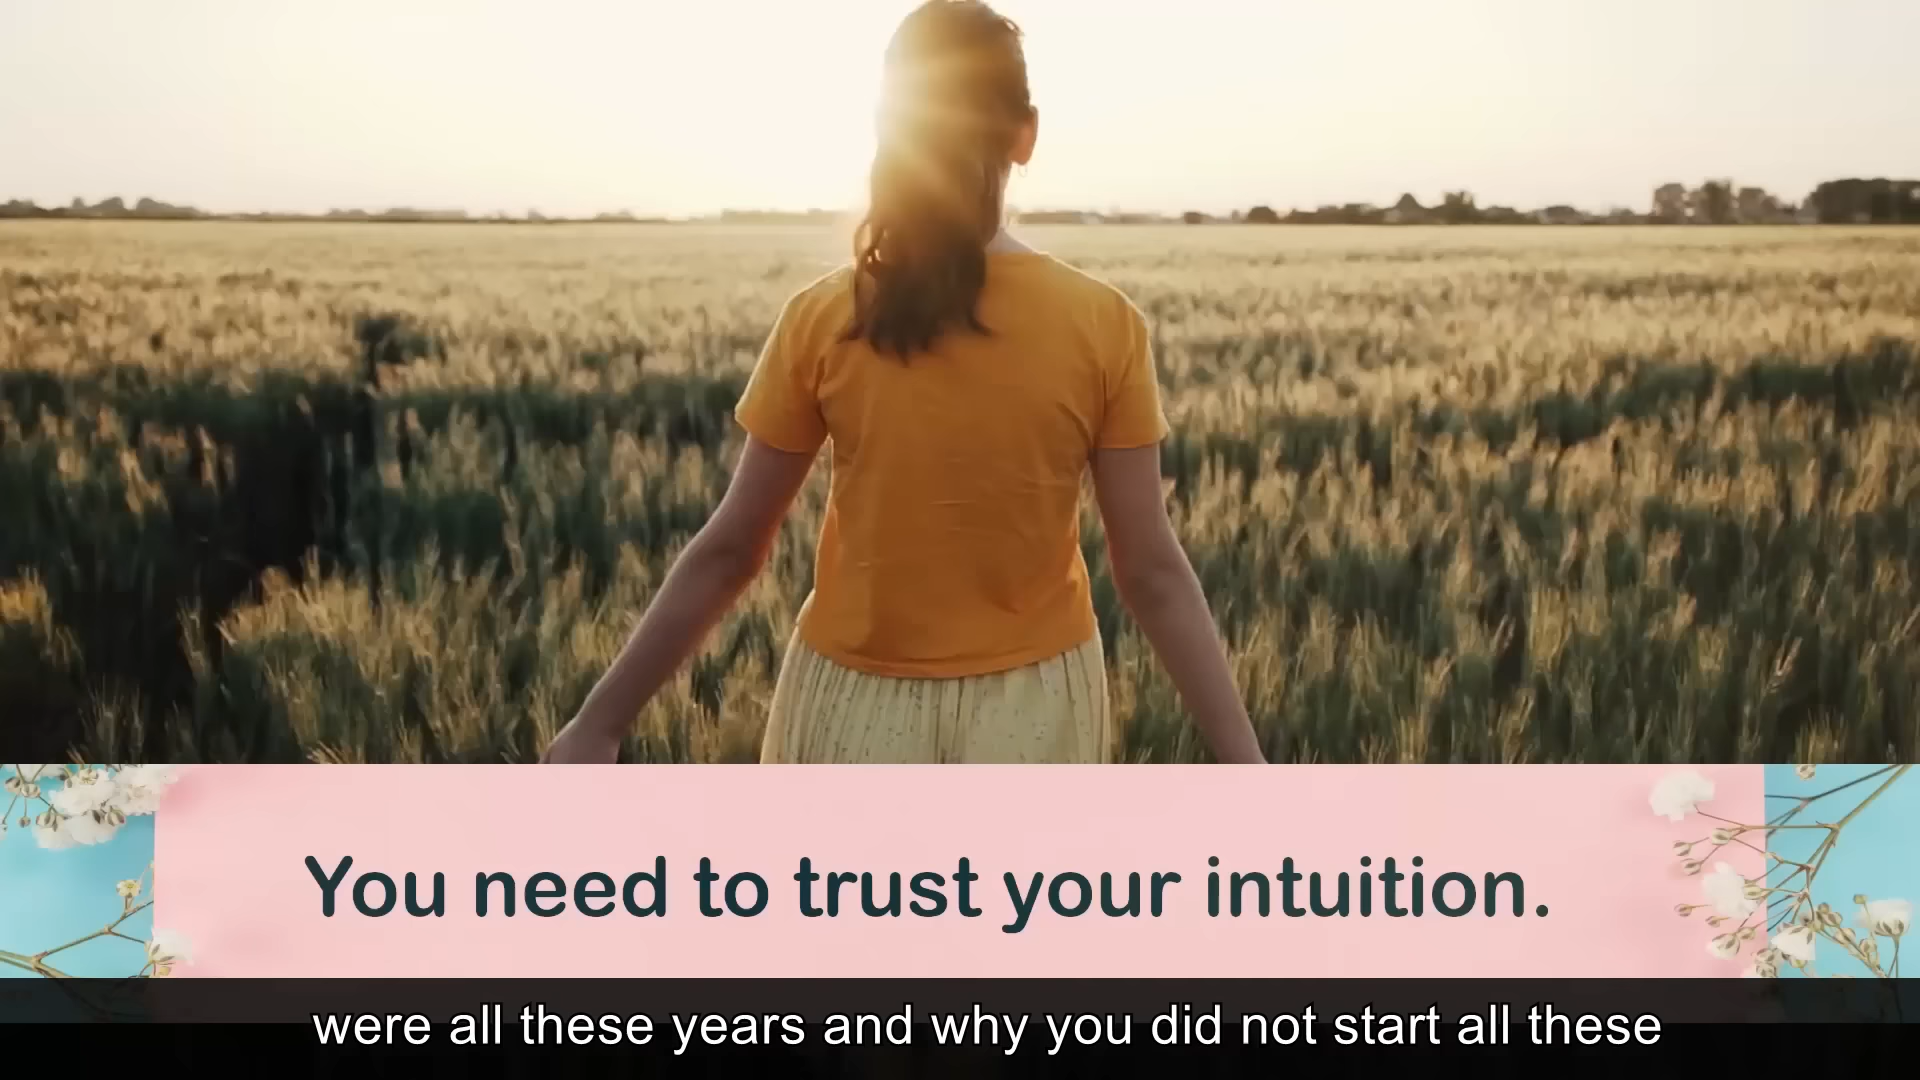 You need to trust your intuition.
were all these years and why you did not start all these